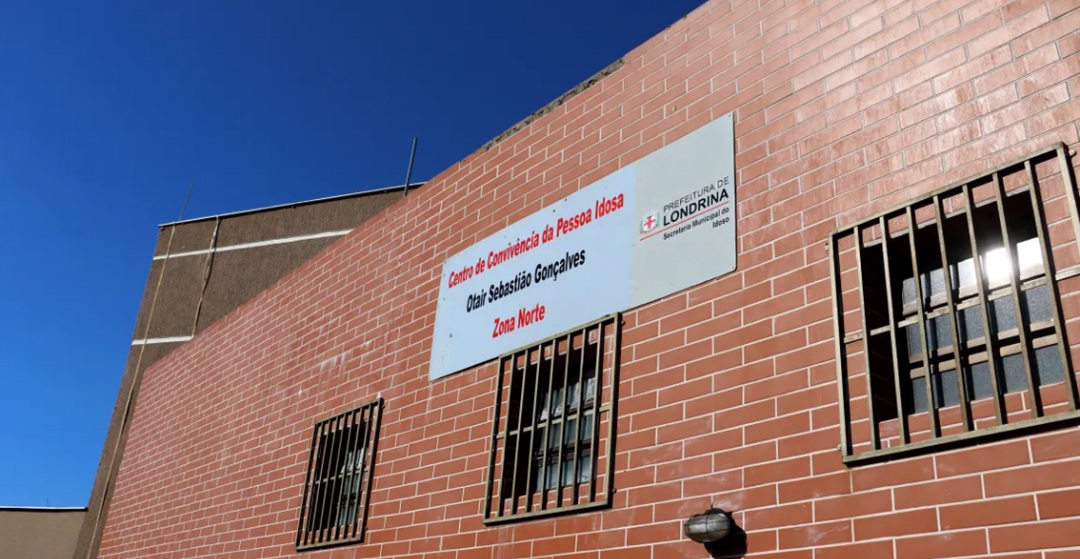 Centro de Convivência da Pessoa Idosa
Otair Sebastião Gonçalves
Zona Norte
PREFEITURA DE
LONDRINA
Secretaria Municipal do
Idoso